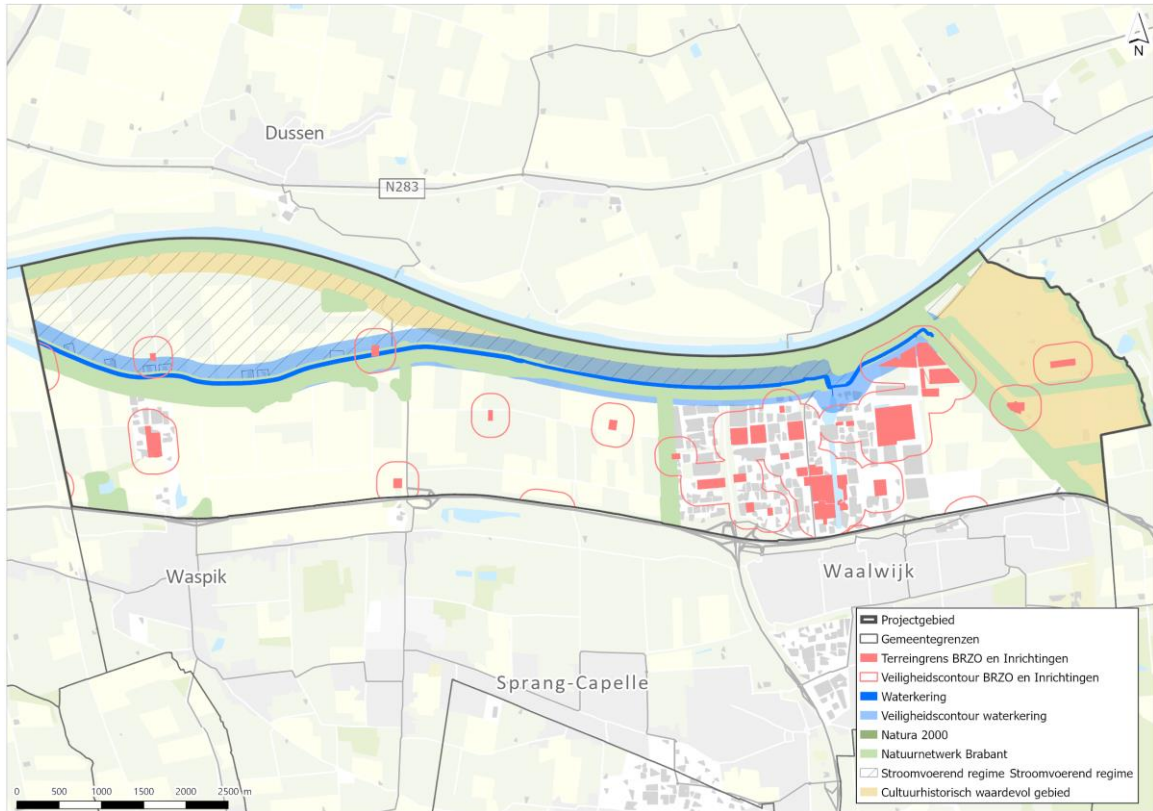 N
Dussen
N283
Waspik
Waalwijk
Sprang-Capelle
Projectgebied
Gemeentegrenzen
Terreingrens BRZO en Inrichtingen
Veiligheidscontour BRZO en Inrichtingen
Waterkering
Veiligheidscontour waterkering
Natura 2000
Natuurnetwerk Brabant
Stroomvoerend regime Stroomvoerend regime
Cultuurhistorisch waardevol gebied
0 500 1000 1500 2000 2500 m